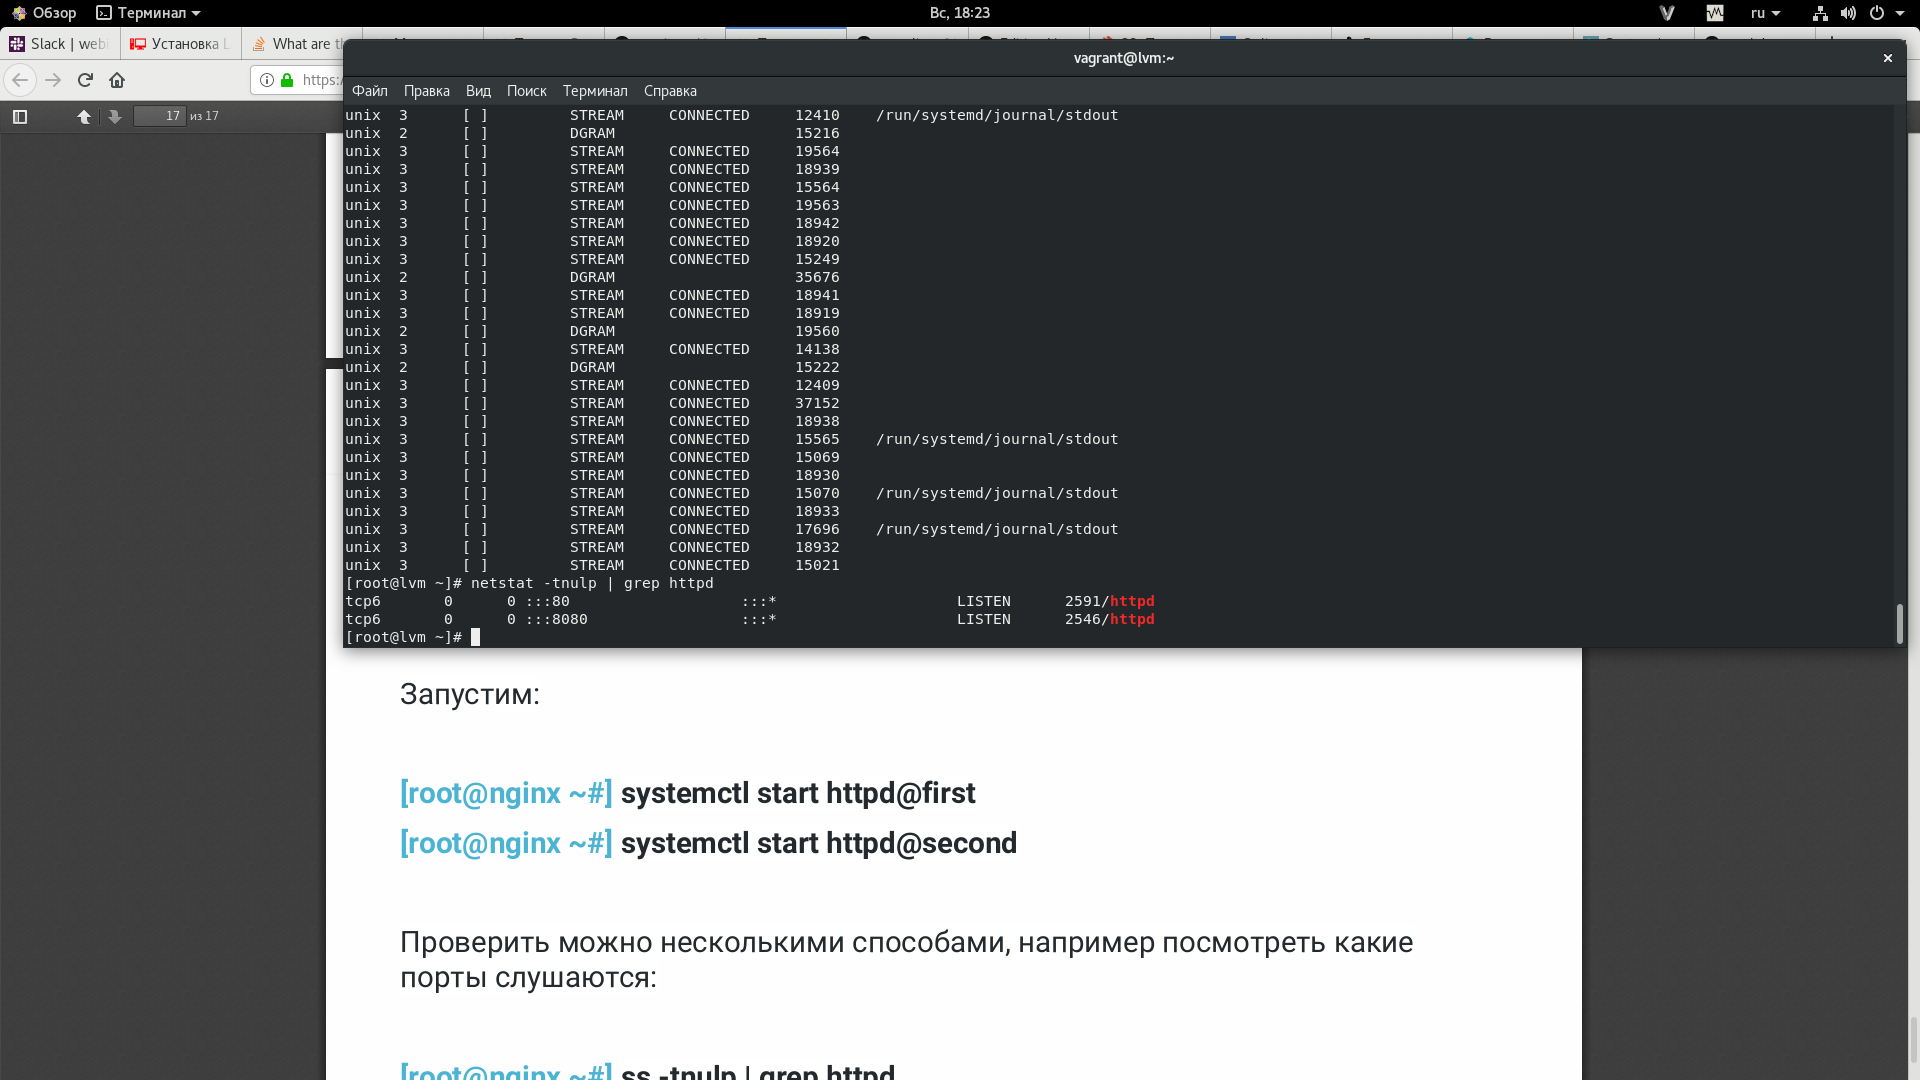 Обзор Терминал Вс, 18:23 ru
Slack | web Установка What are th
vagrant@lvm:~
https:/
Файл Правка Вид Поиск Терминал Справка
17 из 17
unix 3 [ ] STREAM CONNECTED 12410 /run/systemd/journal/stdout
unix 2 [ ] DGRAM 15216
unix 3 [ ] STREAM CONNECTED 19564
unix 3 [ ] STREAM CONNECTED 18939
unix 3 [ ] STREAM CONNECTED 15564
unix 3 [ ] STREAM CONNECTED 19563
unix 3 [ ] STREAM CONNECTED 18942
unix 3 [ ] STREAM CONNECTED 18920
unix 3 [ ] STREAM CONNECTED 15249
unix 2 [ ] DGRAM 35676
unix 3 [ ] STREAM CONNECTED 18941
unix 3 [ ] STREAM CONNECTED 18919
unix 2 [ ] DGRAM 19560
unix 3 [ ] STREAM CONNECTED 14138
unix 2 [ ] DGRAM 15222
unix 3 [ ] STREAM CONNECTED 12409
unix 3 [ ] STREAM CONNECTED 37152
unix 3 [ ] STREAM CONNECTED 18938
unix 3 [ ] STREAM CONNECTED 15565 /run/systemd/journal/stdout
unix 3 [ ] STREAM CONNECTED 15069
unix 3 [ ] STREAM CONNECTED 18930
unix 3 [ ] STREAM CONNECTED 15070 /run/systemd/journal/stdout
unix 3 [ ] STREAM CONNECTED 18933
unix 3 [ ] STREAM CONNECTED 17696 /run/systemd/journal/stdout
unix 3 [ ] STREAM CONNECTED 18932
unix 3 [ ] STREAM CONNECTED 15021
[root@lvm ~]# netstat -tnulp | grep httpd
tcp6 0 0 :::80 :::* LISTEN 2591/httpd
tcp6 0 0 :::8080 :::* LISTEN 2546/httpd
[root@lvm ~]#
Запустим:
[root@nginx ~#] systemctl start httpd@first
[root@nginx ~#] systemctl start httpd@second
Проверить можно несколькими способами, например посмотреть какие
порты слушаются:
[root@nginx ~#] ss -tnulp | grep httpd